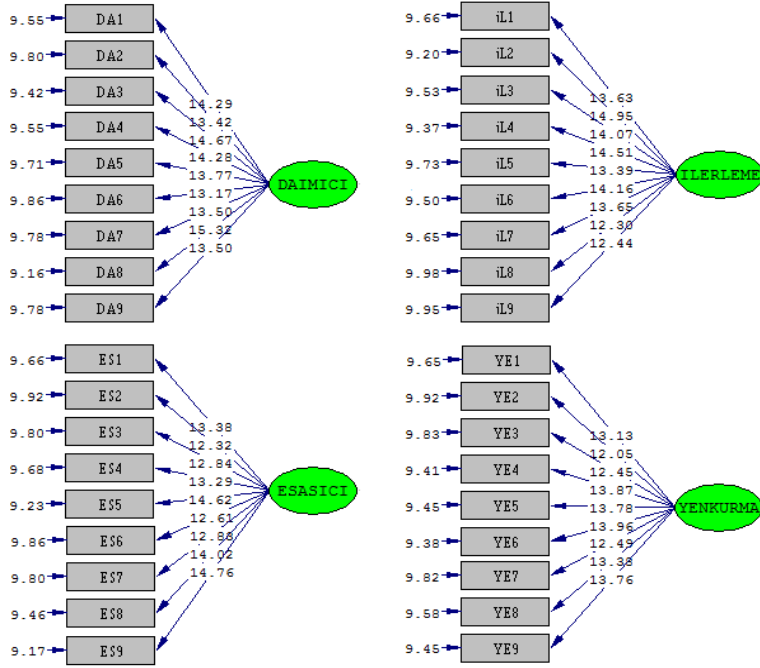 9.55 DA1
9.80 DA2
9.42 DA3
9.55 DA4
9.71 DA5
9.86 DA6
9.78 DA7
9.16 DA8
9.78 DA9
14.29
13.42
14.67
14.28
13.77
13.17
13.50
15.32
13.50
DAIMICI
9.66 iL1
9.20 iL2
9.53 iL3
9.37 iL4
9.73 iL5
9.50 iL6
9.65 iL7
9.98 iL8
9.95 iL9
13.63
14.95
14.07
14.51
13.39
14.16
13.65
12.30
12.44
ILERLEME
9.66 ES1
9.92 ES2
9.80 ES3
9.68 ES4
9.23 ES5
9.86 ES6
9.80 ES7
9.46 ES8
9.17 ES9
13.38
12.32
12.84
13.29
14.62
12.61
12.88
14.02
14.76
ESASICI
9.65 YE1
9.92 YE2
9.83 YE3
9.41 YE4
9.45 YE5
9.38 YE6
9.82 YE7
9.58 YE8
9.45 YE9
13.13
12.05
12.45
13.87
13.78
13.96
12.49
13.38
13.76
YENKURMA